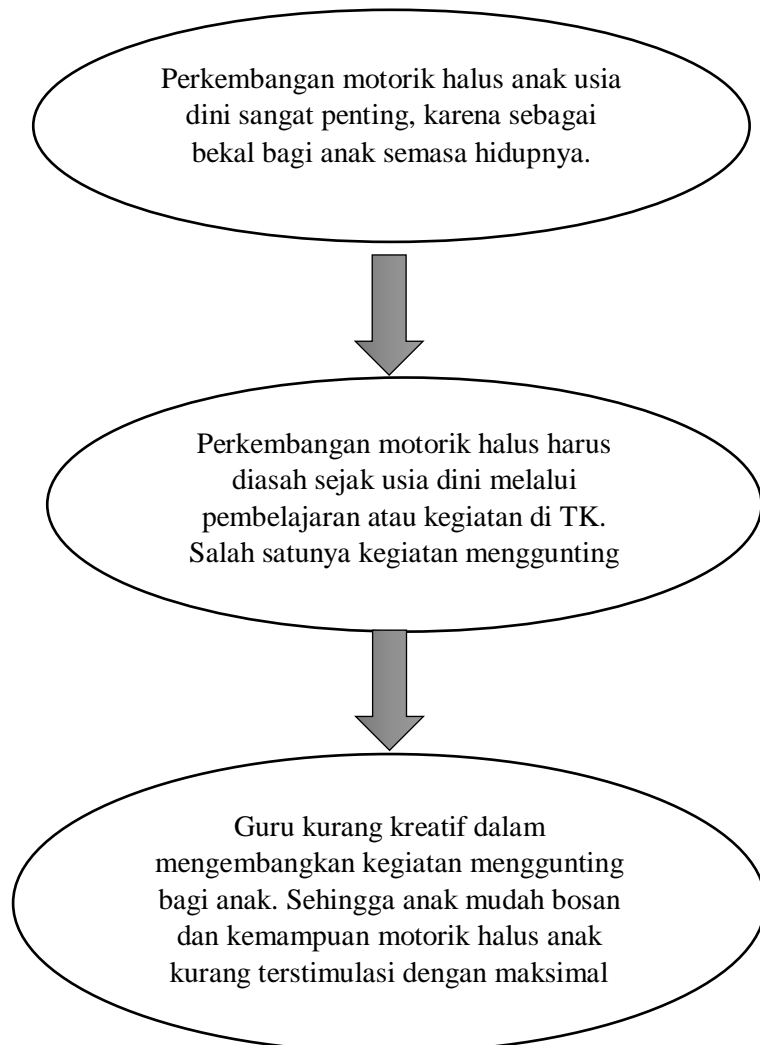 Perkembangan motorik halus anak usia
dini sangat penting, karena sebagai
bekal bagi anak semasa hidupnya.
Perkembangan motorik halus harus
diasah sejak usia dini melalui
pembelajaran atau kegiatan di TK.
Salah satunya kegiatan menggunting
Guru kurang kreatif dalam
mengembangkan kegiatan menggunting
bagi anak. Sehingga anak mudah bosan
dan kemampuan motorik halus anak
kurang terstimulasi dengan maksimal